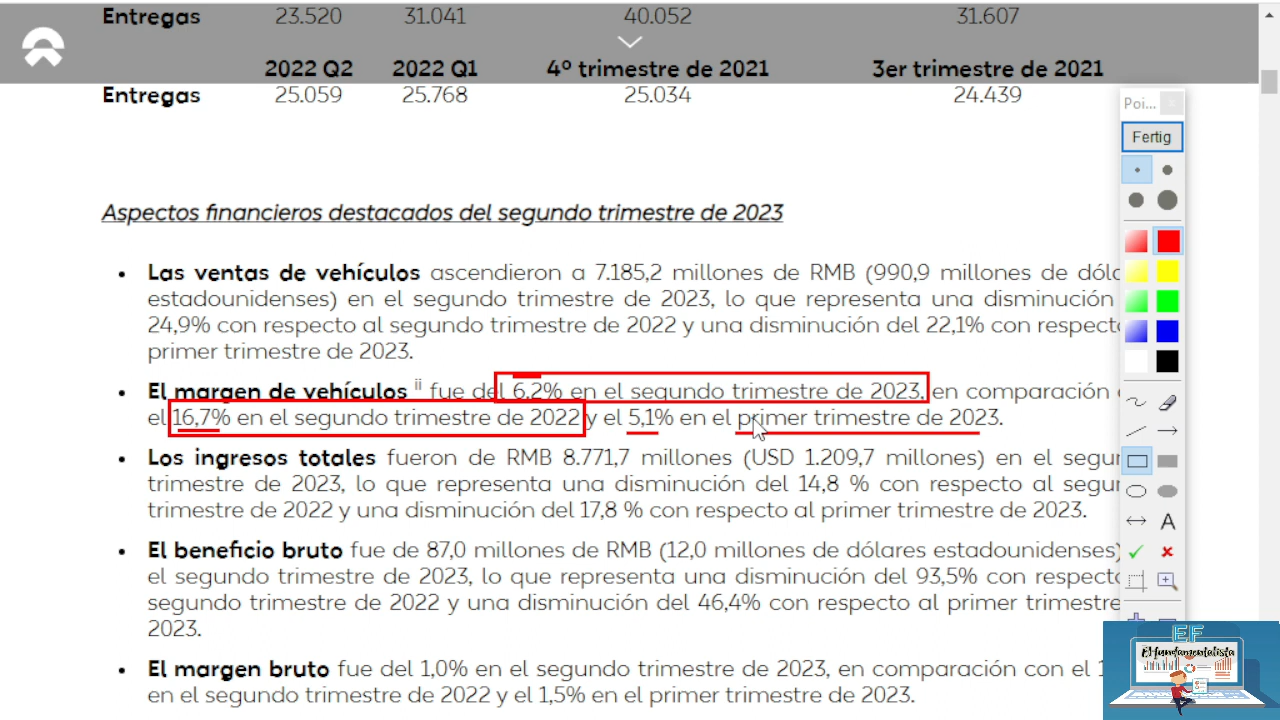 Entregas 23.520 31.041 40.052 31.607
2022 Q2 2022 Q1 4º trimestre de 2021 3er trimestre de 2021
Entregas 25.059 25.768 25.034 24.439
Poi...
Fertig
Aspectos financieros destacados del segundo trimestre de 2023
• Las ventas de vehículos ascendieron a 7.185,2 millones de RMB (990,9 millones de
estadounidenses) en el segundo trimestre de 2023, lo que representa una disminución
24,9% con respecto al segundo trimestre de 2022 y una disminución del 22,1% con
primer trimestre de 2023.
• El margen de vehículos ii fue del 6,2% en el segundo trimestre de 2023, en comparación
el 16,7% en el segundo trimestre de 2022 y el 5,1% en el primer trimestre de 2023.
• Los ingresos totales fueron de RMB 8.771,7 millones (USD 1.209,7 millones) en el
trimestre de 2023, lo que representa una disminución del 14,8 % con respecto al
trimestre de 2022 y una disminución del 17,8 % con respecto al primer trimestre de 2023.
• El beneficio bruto fue de 87,0 millones de RMB (12,0 millones de dólares estadounidenses)
el segundo trimestre de 2023, lo que representa una disminución del 93,5% con
segundo trimestre de 2022 y una disminución del 46,4% con respecto al primer trimestre
2023.
• El margen bruto fue del 1,0% en el segundo trimestre de 2023, en comparación con el
en el segundo trimestre de 2022 y el 1,5% en el primer trimestre de 2023.
A
EF
El fundamentalista